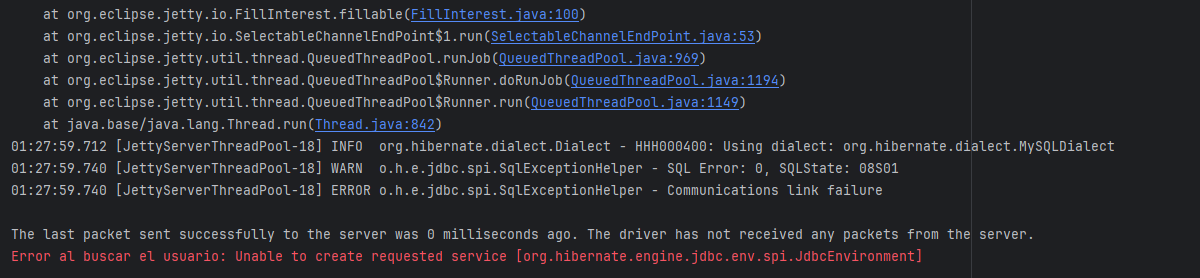 at org.eclipse.jetty.io.FillInterest.fillable(FillInterest.java:100)
at org.eclipse.jetty.io.SelectableChannelEndPoint$1.run(SelectableChannelEndPoint.java:53)
at org.eclipse.jetty.util.thread.QueuedThreadPool.runJob(QueuedThreadPool.java:969)
at org.eclipse.jetty.util.thread.QueuedThreadPool$Runner.doRunJob(QueuedThreadPool.java:1194)
at org.eclipse.jetty.util.thread.QueuedThreadPool$Runner.run(QueuedThreadPool.java:1149)
at java.base/java.lang.Thread.run(Thread.java:842)
01:27:59.712 [JettyServerThreadPool-18] INFO  org.hibernate.dialect.Dialect - HHH000400: Using dialect: org.hibernate.dialect.MySQLDialect
01:27:59.740 [JettyServerThreadPool-18] WARN  o.h.e.jdbc.spi.SqlExceptionHelper - SQL Error: 0, SQLState: 08S01
01:27:59.740 [JettyServerThreadPool-18] ERROR o.h.e.jdbc.spi.SqlExceptionHelper - Communications link failure
The last packet sent successfully to the server was 0 milliseconds ago. The driver has not received any packets from the server.
Error al buscar el usuario: Unable to create requested service [org.hibernate.engine.jdbc.env.spi.JdbcEnvironment]